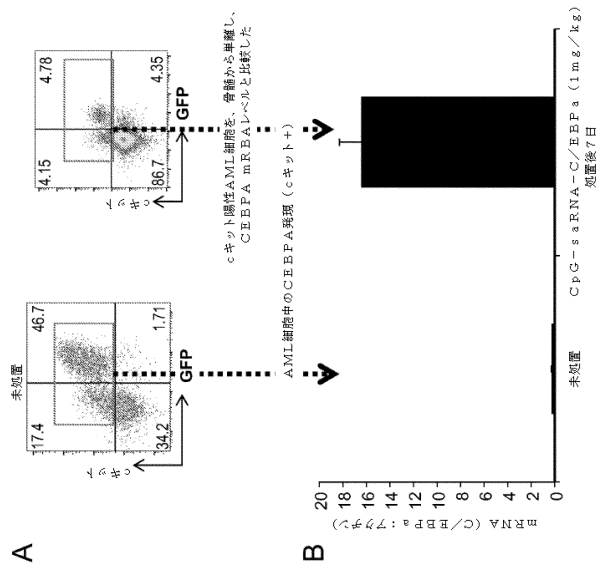 A
未処置
17.4
46.7
34.2
1.71
cキット
GFP
4.15
4.78
86.7
4.35
cキット
GFP
cキット陽性AML細胞を、骨髄から単離し、
CEBPA mRBAレベルと比較した
AML細胞中のCEBPA発現(cキット+)
B
mRNA (C/EBPa:アクチン)
20
18
16
14
12
10
8
6
4
2
0
未処置
CpG-saRNA-C/EBPa (1mg/kg)
処置後7日